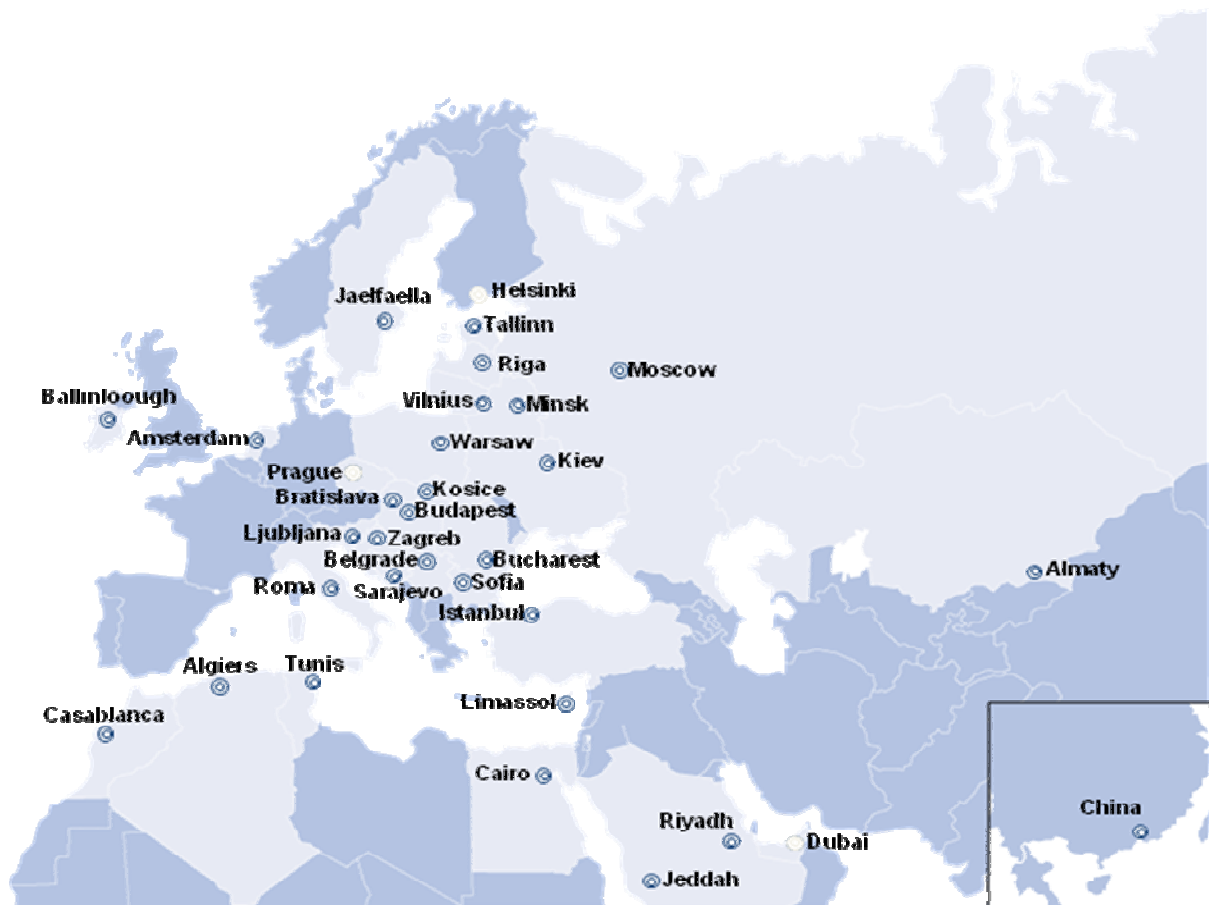 Helsinki
Jaelfaella
Tallinn
Riga
Moscow
Ballinloough
Vilnius
Minsk
Amsterdam
Warsaw
Kiev
Prague
Kosice
Bratislava
Budapest
Ljubljana
Zagreb
Belgrade
Bucharest
Almaty
Roma
Sarajevo
Sofia
Istanbul
Algiers
Tunis
Limassol
Casablanca
Cairo
China
Riyadh
Dubai
Jeddah